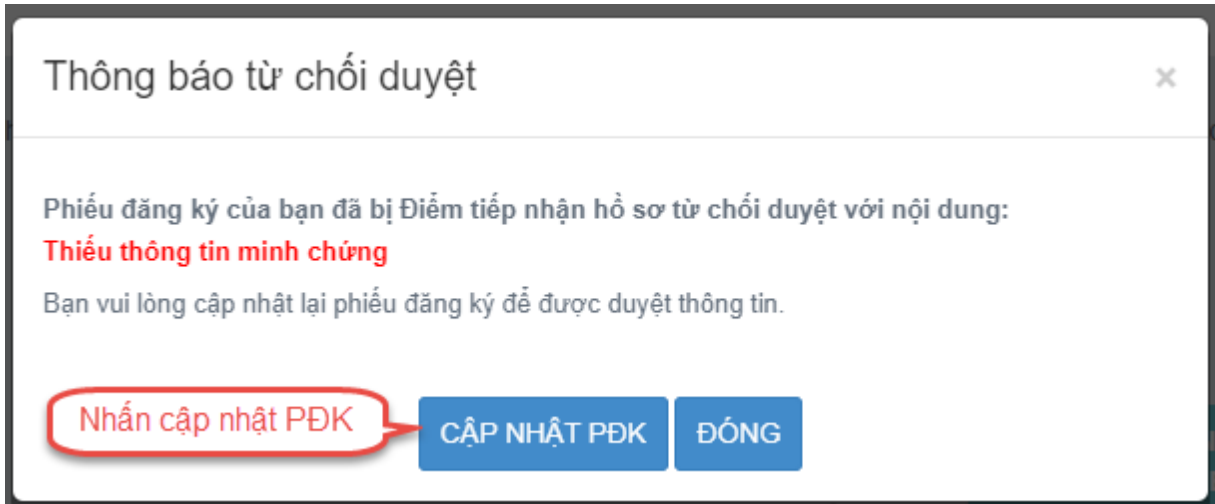 Thông báo từ chối duyệt
×
Phiếu đăng ký của bạn đã bị Điểm tiếp nhận hồ sơ từ chối duyệt với nội dung:
Thiếu thông tin minh chứng
Bạn vui lòng cập nhật lại phiếu đăng ký để được duyệt thông tin.
Nhấn cập nhật PĐK
CẬP NHẬT PĐK
ĐÓNG